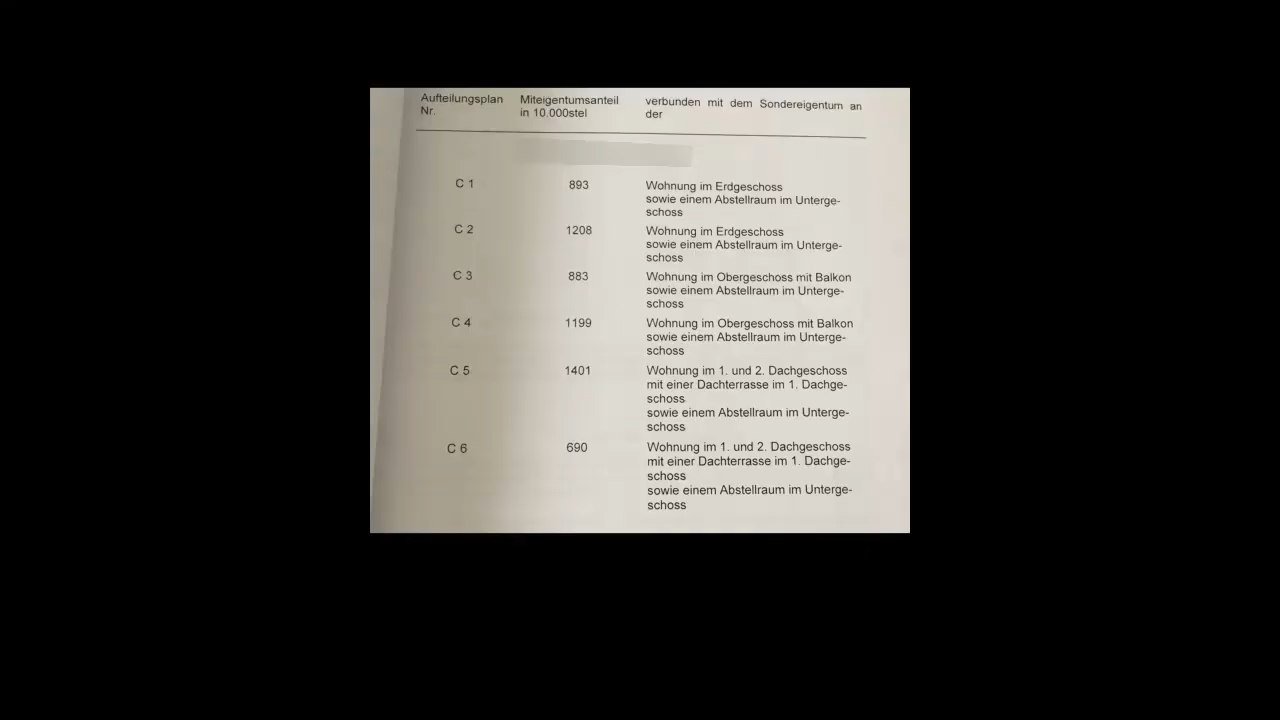 Aufteilungsplan Miteigentumsanteil verbunden mit dem Sondereigentum an
Nr. in 10.000stel der
C 1 893 Wohnung im Erdgeschoss
sowie einem Abstellraum im Unterge-
schoss
C 2 1208 Wohnung im Erdgeschoss
sowie einem Abstellraum im Unterge-
schoss
C 3 883 Wohnung im Obergeschoss mit Balkon
sowie einem Abstellraum im Unterge-
schoss
C 4 1199 Wohnung im Obergeschoss mit Balkon
sowie einem Abstellraum im Unterge-
schoss
C 5 1401 Wohnung im 1. und 2. Dachgeschoss
mit einer Dachterrasse im 1. Dachge-
schoss
sowie einem Abstellraum im Unterge-
schoss
C 6 690 Wohnung im 1. und 2. Dachgeschoss
mit einer Dachterrasse im 1. Dachge-
schoss
sowie einem Abstellraum im Unterge-
schoss